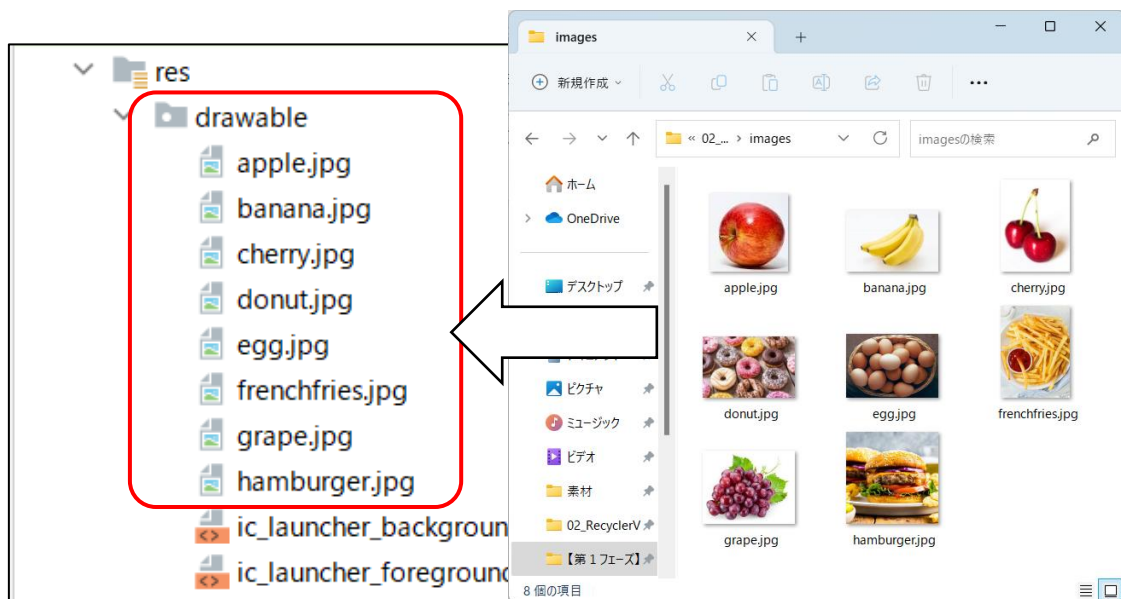 res
drawable
apple.jpg
banana.jpg
cherry.jpg
donut.jpg
egg.jpg
frenchfries.jpg
grape.jpg
hamburger.jpg
ic_launcher_backgroun
ic_launcher_foreground
images
新規作成
« 02_... › images
imagesの検索
ホーム
OneDrive
デスクトップ
ピクチャ
ミュージック
ビデオ
素材
02_RecyclerV
【第１フェーズ】
apple.jpg
banana.jpg
cherry.jpg
donut.jpg
egg.jpg
frenchfries.jpg
grape.jpg
hamburger.jpg
8 個の項目